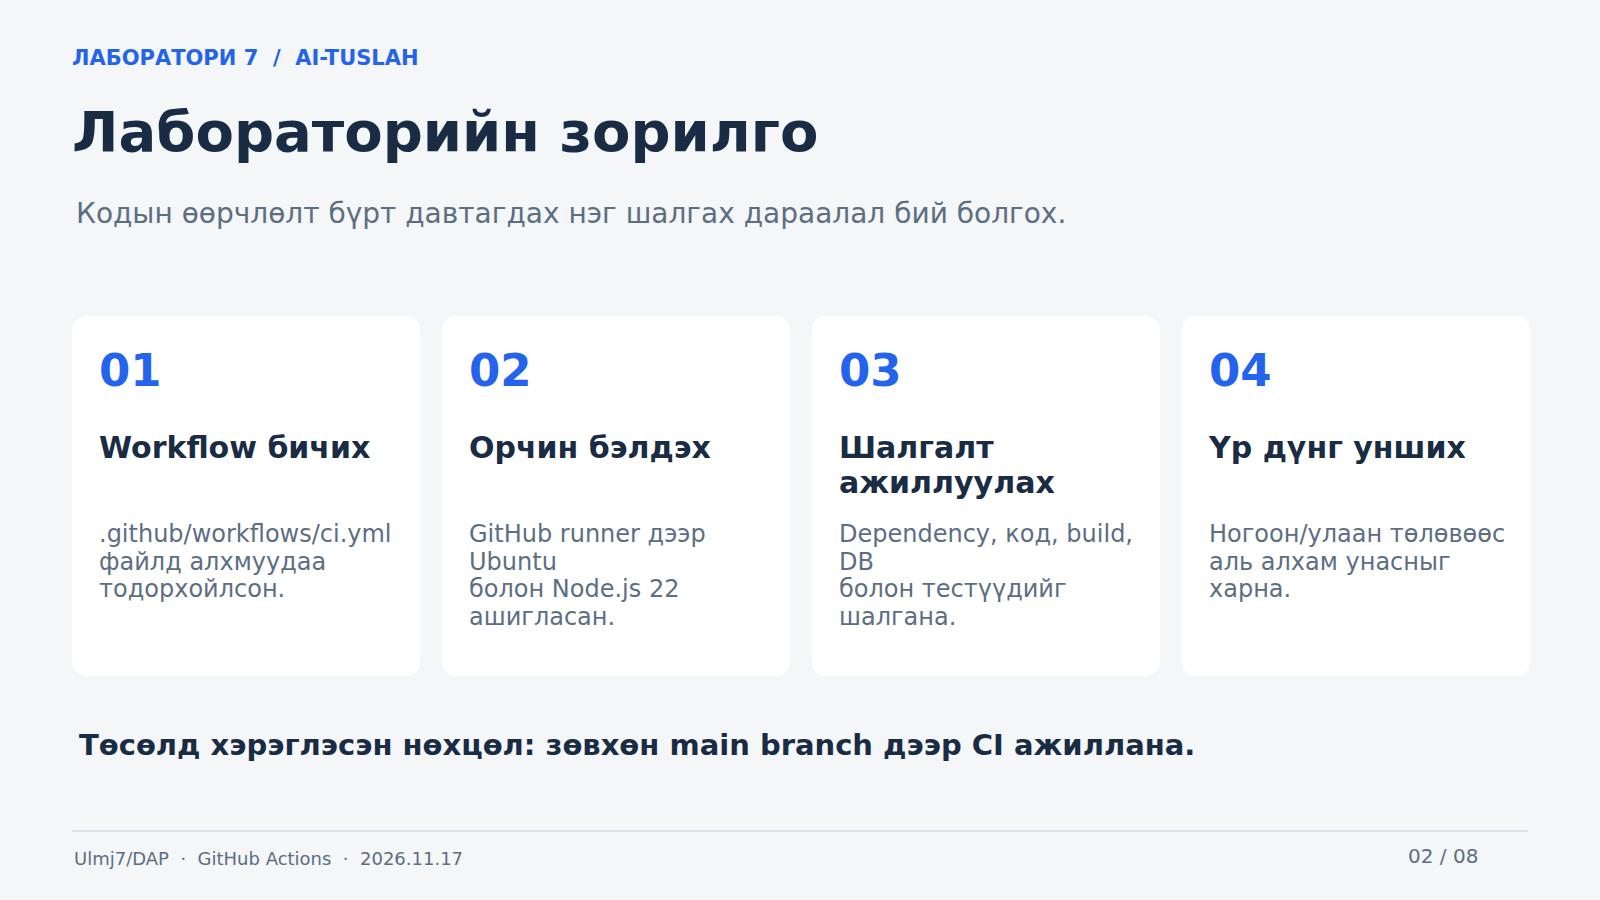 ЛАБОРАТОРИ 7 / AI-TUSLAH
Лабораторийн зорилго
Кодын өөрчлөлт бүрт давтагдах нэг шалгах дараалал бий болгох.
01
Workflow бичих
.github/workflows/ci.yml
файлд алхмуудаа
тодорхойлсон.
02
Орчин бэлдэх
GitHub runner дээр
Ubuntu
болон Node.js 22
ашигласан.
03
Шалгалт
ажиллуулах
Dependency, код, build,
DB
болон тестүүдийг
шалгана.
04
Үр дүнг унших
Ногоон/улаан төлөвөөс
аль алхам унасныг
харна.
Төсөлд хэрэглэсэн нөхцөл: зөвхөн main branch дээр CI ажиллана.
Ulmj7/DAP · GitHub Actions · 2026.11.17
02 / 08